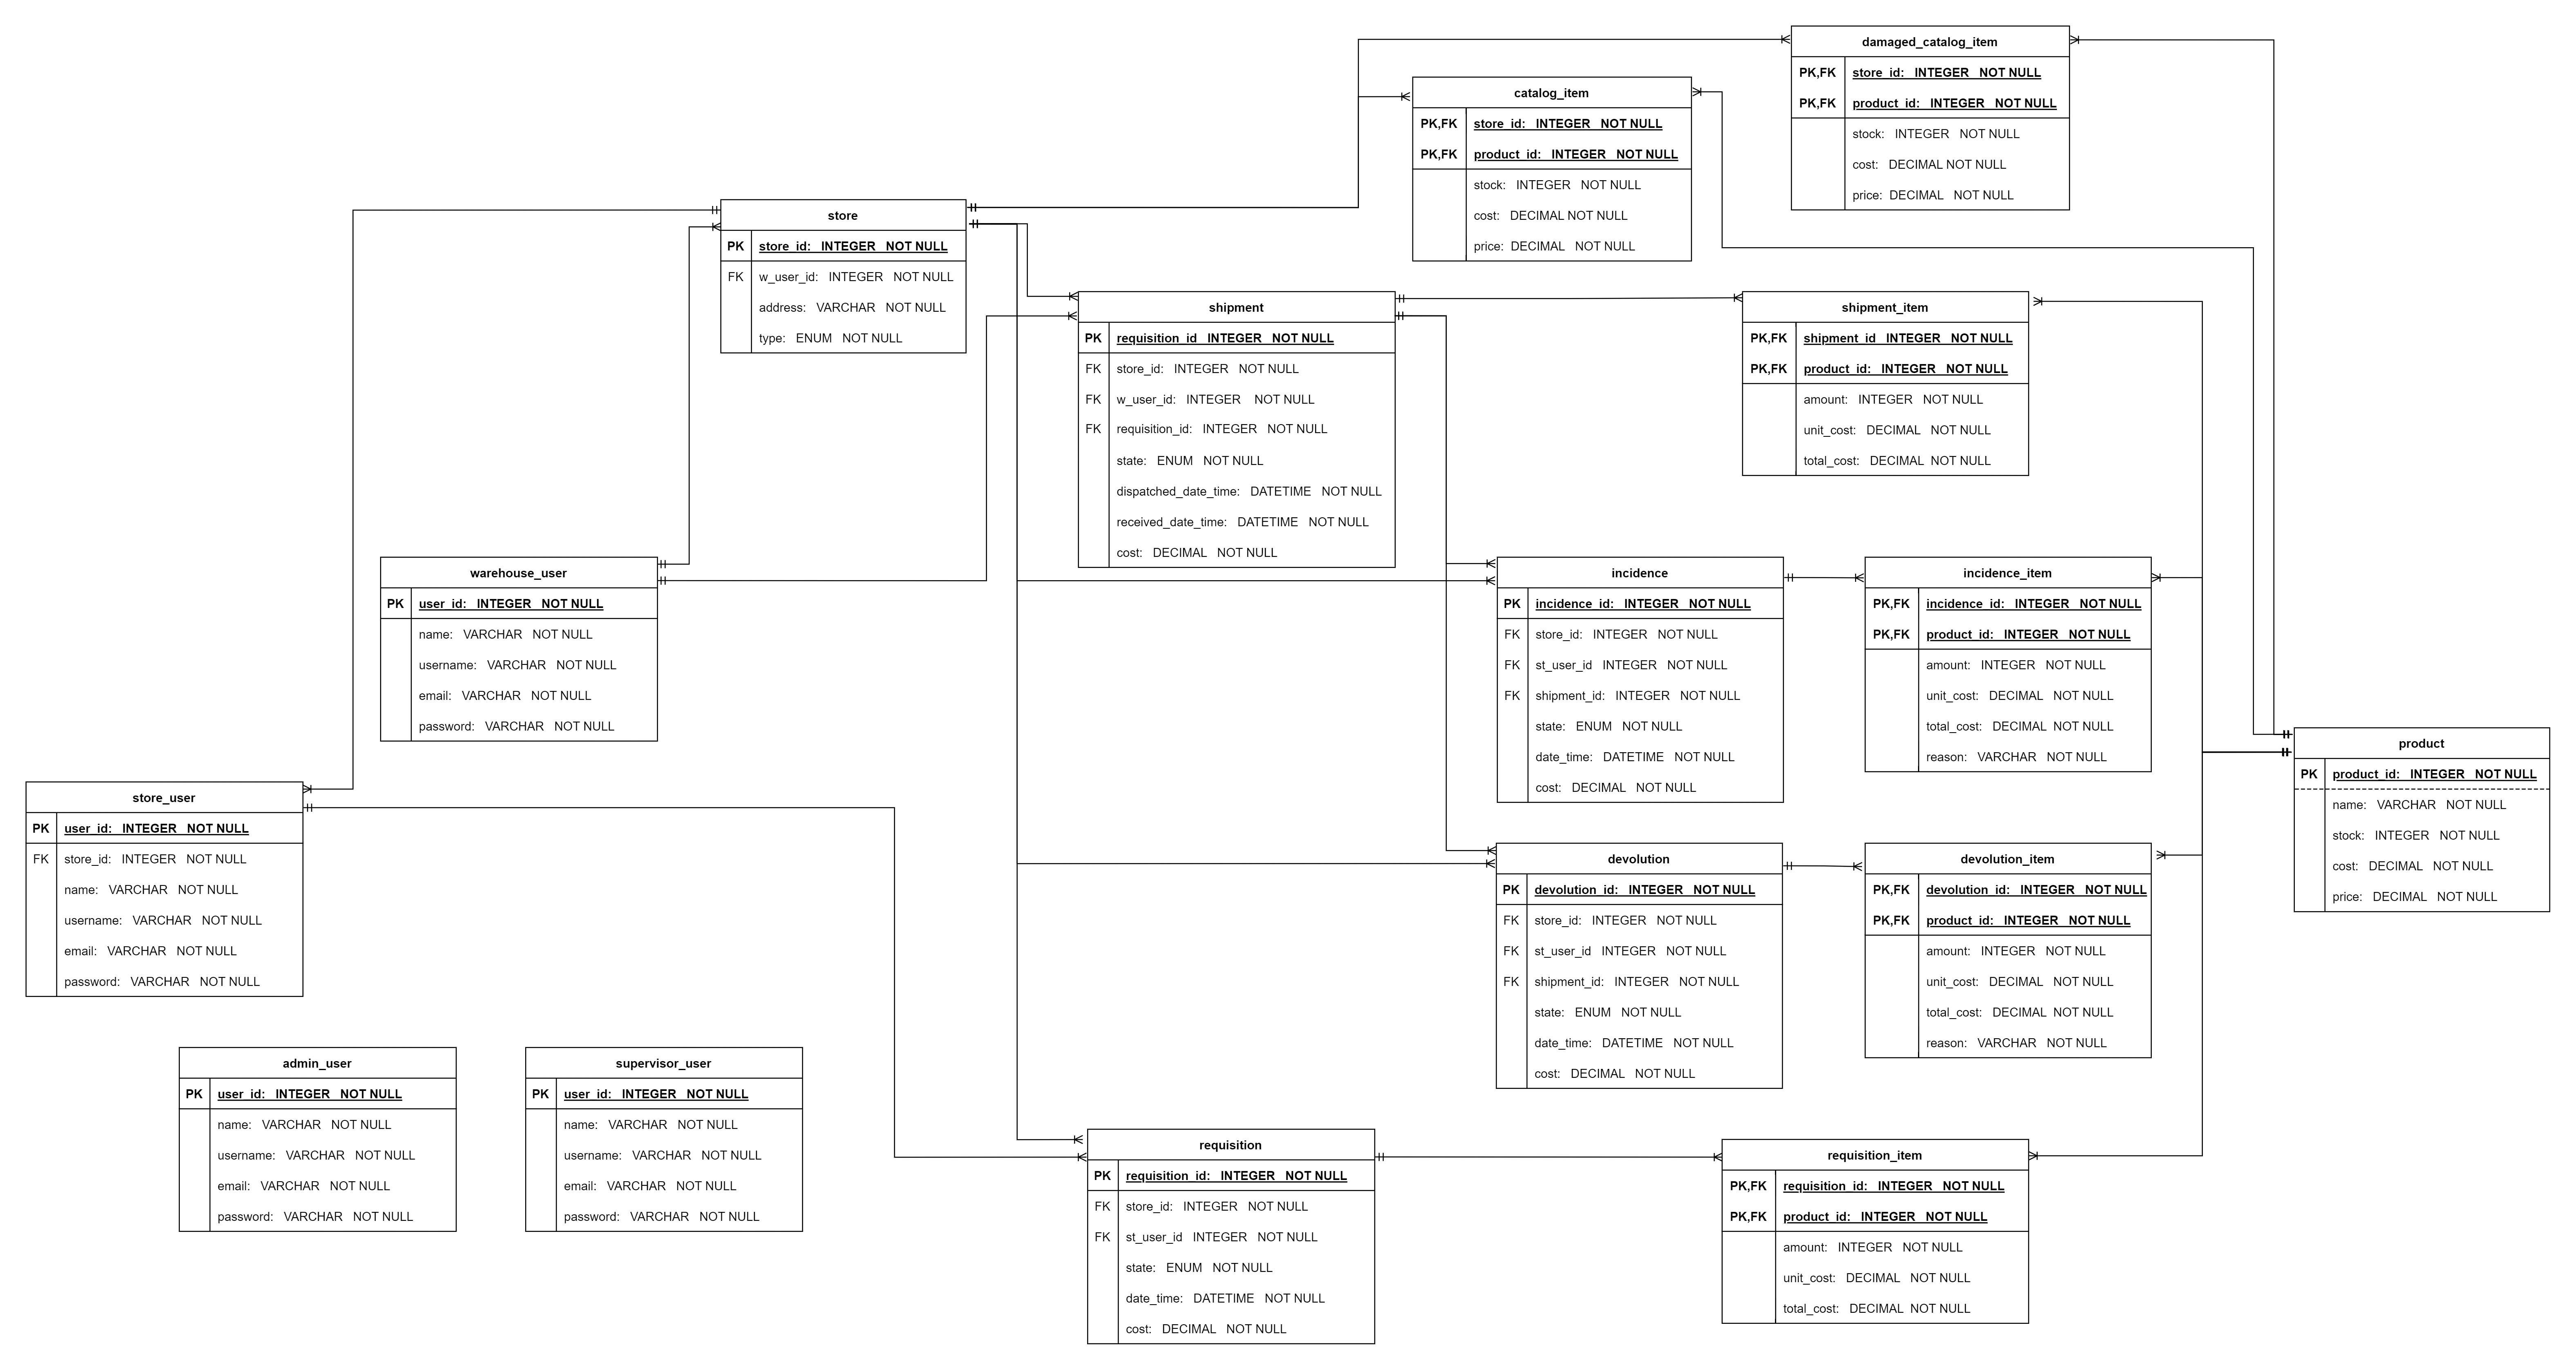 damaged_catalog_item
PK,FK store_id: INTEGER NOT NULL
PK,FK product_id: INTEGER NOT NULL
stock: INTEGER NOT NULL
cost: DECIMAL NOT NULL
price: DECIMAL NOT NULL
catalog_item
PK,FK store_id: INTEGER NOT NULL
PK,FK product_id: INTEGER NOT NULL
stock: INTEGER NOT NULL
cost: DECIMAL NOT NULL
price: DECIMAL NOT NULL
store
PK store_id: INTEGER NOT NULL
FK w_user_id: INTEGER NOT NULL
address: VARCHAR NOT NULL
type: ENUM NOT NULL
shipment
PK requisition_id INTEGER NOT NULL
FK store_id: INTEGER NOT NULL
FK w_user_id: INTEGER NOT NULL
FK requisition_id: INTEGER NOT NULL
state: ENUM NOT NULL
dispatched_date_time: DATETIME NOT NULL
received_date_time: DATETIME NOT NULL
cost: DECIMAL NOT NULL
shipment_item
PK,FK shipment_id INTEGER NOT NULL
PK,FK product_id: INTEGER NOT NULL
amount: INTEGER NOT NULL
unit_cost: DECIMAL NOT NULL
total_cost: DECIMAL NOT NULL
warehouse_user
PK user_id: INTEGER NOT NULL
name: VARCHAR NOT NULL
username: VARCHAR NOT NULL
email: VARCHAR NOT NULL
password: VARCHAR NOT NULL
incidence
PK incidence_id: INTEGER NOT NULL
FK store_id: INTEGER NOT NULL
FK st_user_id INTEGER NOT NULL
FK shipment_id: INTEGER NOT NULL
state: ENUM NOT NULL
date_time: DATETIME NOT NULL
cost: DECIMAL NOT NULL
incidence_item
PK,FK incidence_id: INTEGER NOT NULL
PK,FK product_id: INTEGER NOT NULL
amount: INTEGER NOT NULL
unit_cost: DECIMAL NOT NULL
total_cost: DECIMAL NOT NULL
reason: VARCHAR NOT NULL
product
PK product_id: INTEGER NOT NULL
name: VARCHAR NOT NULL
stock: INTEGER NOT NULL
cost: DECIMAL NOT NULL
price: DECIMAL NOT NULL
store_user
PK user_id: INTEGER NOT NULL
FK store_id: INTEGER NOT NULL
name: VARCHAR NOT NULL
username: VARCHAR NOT NULL
email: VARCHAR NOT NULL
password: VARCHAR NOT NULL
devolution
PK devolution_id: INTEGER NOT NULL
FK store_id: INTEGER NOT NULL
FK st_user_id INTEGER NOT NULL
FK shipment_id: INTEGER NOT NULL
state: ENUM NOT NULL
date_time: DATETIME NOT NULL
cost: DECIMAL NOT NULL
devolution_item
PK,FK devolution_id: INTEGER NOT NULL
PK,FK product_id: INTEGER NOT NULL
amount: INTEGER NOT NULL
unit_cost: DECIMAL NOT NULL
total_cost: DECIMAL NOT NULL
reason: VARCHAR NOT NULL
admin_user
PK user_id: INTEGER NOT NULL
name: VARCHAR NOT NULL
username: VARCHAR NOT NULL
email: VARCHAR NOT NULL
password: VARCHAR NOT NULL
supervisor_user
PK user_id: INTEGER NOT NULL
name: VARCHAR NOT NULL
username: VARCHAR NOT NULL
email: VARCHAR NOT NULL
password: VARCHAR NOT NULL
requisition
PK requisition_id: INTEGER NOT NULL
FK store_id: INTEGER NOT NULL
FK st_user_id INTEGER NOT NULL
state: ENUM NOT NULL
date_time: DATETIME NOT NULL
cost: DECIMAL NOT NULL
requisition_item
PK,FK requisition_id: INTEGER NOT NULL
PK,FK product_id: INTEGER NOT NULL
amount: INTEGER NOT NULL
unit_cost: DECIMAL NOT NULL
total_cost: DECIMAL NOT NULL